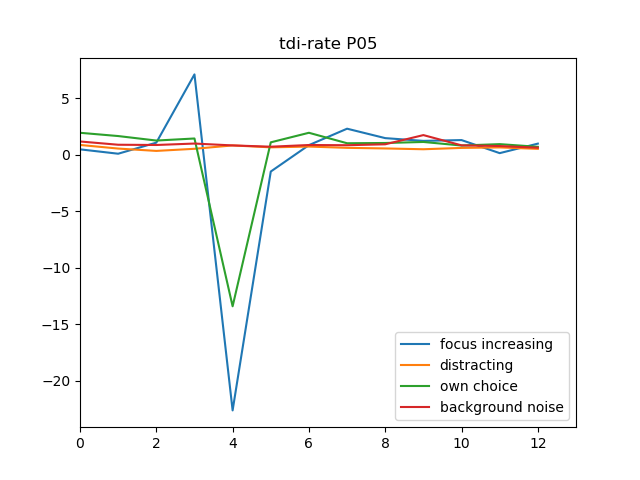 tdi-rate P05
5
0
−5
−10
−15
−20
focus increasing
distracting
own choice
background noise
0 2 4 6 8 10 12